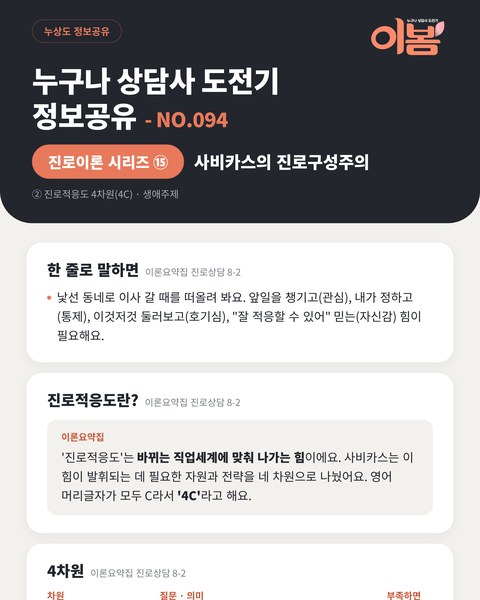 누상도 정보공유
누구나 상담사 도전기
이봄
누구나 상담사 도전기
정보공유 - NO.094
진로이론 시리즈 ⑮ 사비카스의 진로구성주의
② 진로적응도 4차원(4C) · 생애주제
한 줄로 말하면 이론요약집 진로상담 8-2
• 낯선 동네로 이사 갈 때를 떠올려 봐요. 앞일을 챙기고(관심), 내가 정하고
(통제), 이것저것 둘러보고(호기심), "잘 적응할 수 있어" 믿는(자신감) 힘이
필요해요.
진로적응도란? 이론요약집 진로상담 8-2
이론요약집
'진로적응도'는 바뀌는 직업세계에 맞춰 나가는 힘이에요. 사비카스는 이
힘이 발휘되는 데 필요한 자원과 전략을 네 차원으로 나눴어요. 영어
머리글자가 모두 C라서 '4C'라고 해요.
4차원 이론요약집 진로상담 8-2
차원 질문 · 의미 부족하면